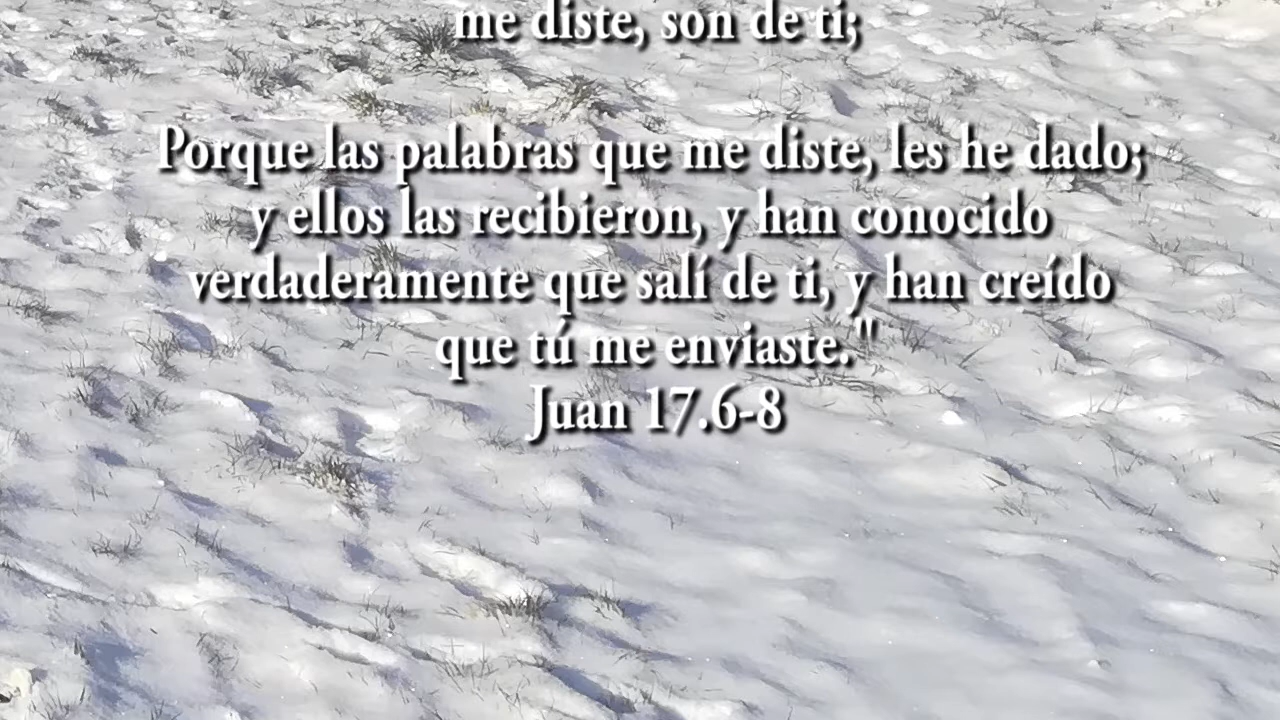 me diste, son de ti;
Porque las palabras que me diste, les he dado;
y ellos las recibieron, y han conocido
verdaderamente que salí de ti, y han creído
que tú me enviaste."
Juan 17.6-8